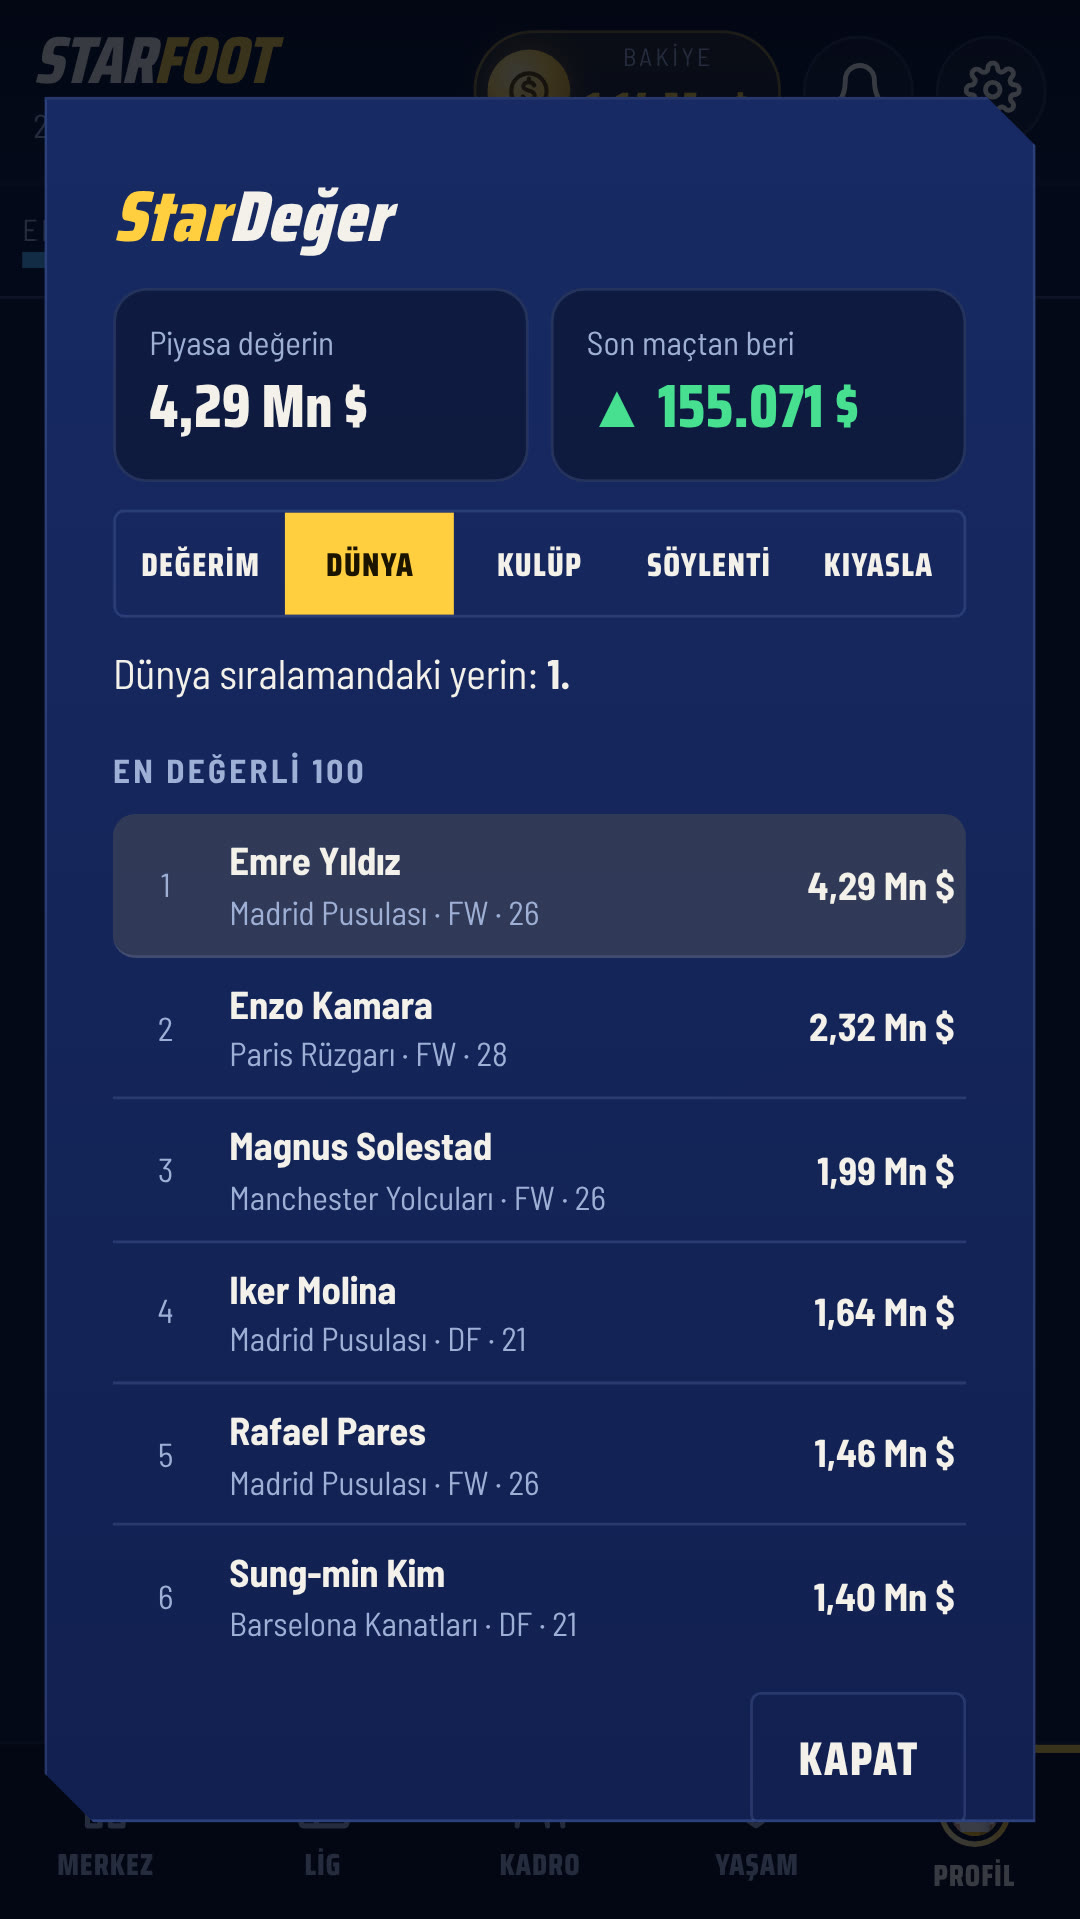 STARFOOT
BAKİYE
StarDeğer
Piyasa değerin
4,29 Mn $
Son maçtan beri
▲ 155.071 $
DEĞERİM
DÜNYA
KULÜP
SÖYLENTİ
KIYASLA
Dünya sıralamandaki yerin: 1.
EN DEĞERLİ 100
1
Emre Yıldız
Madrid Pusulası · FW · 26
4,29 Mn $
2
Enzo Kamara
Paris Rüzgarı · FW · 28
2,32 Mn $
3
Magnus Solestad
Manchester Yolcuları · FW · 26
1,99 Mn $
4
Iker Molina
Madrid Pusulası · DF · 21
1,64 Mn $
5
Rafael Pares
Madrid Pusulası · FW · 26
1,46 Mn $
6
Sung-min Kim
Barselona Kanatları · DF · 21
1,40 Mn $
KAPAT
MERKEZ
LİG
KADRO
YAŞAM
PROFİL